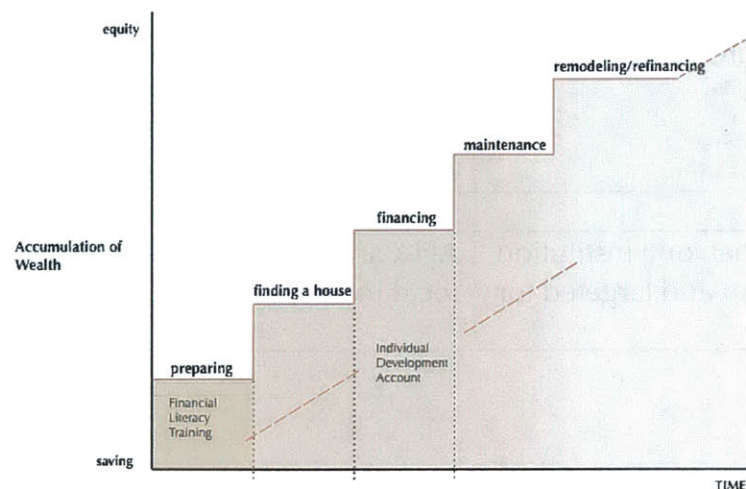 equity
remodeling/refinancing
maintenance
financing
Accumulation of
Wealth
finding a house
Individual
Development
Account
preparing
Financial
Literacy
Training
saving
TIME